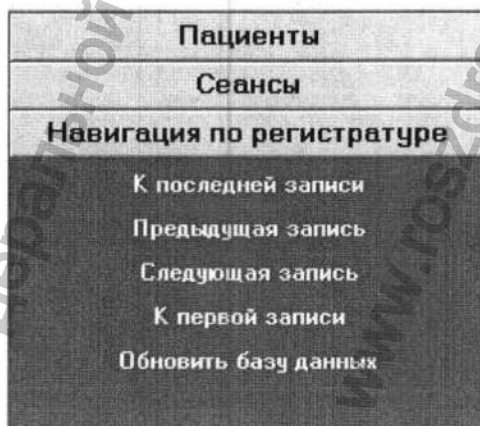 Пациенты
Сеансы
Навигация по регистратуре
К последней записи
Предыдущая запись
Следующая запись
К первой записи
Обновить базу данных